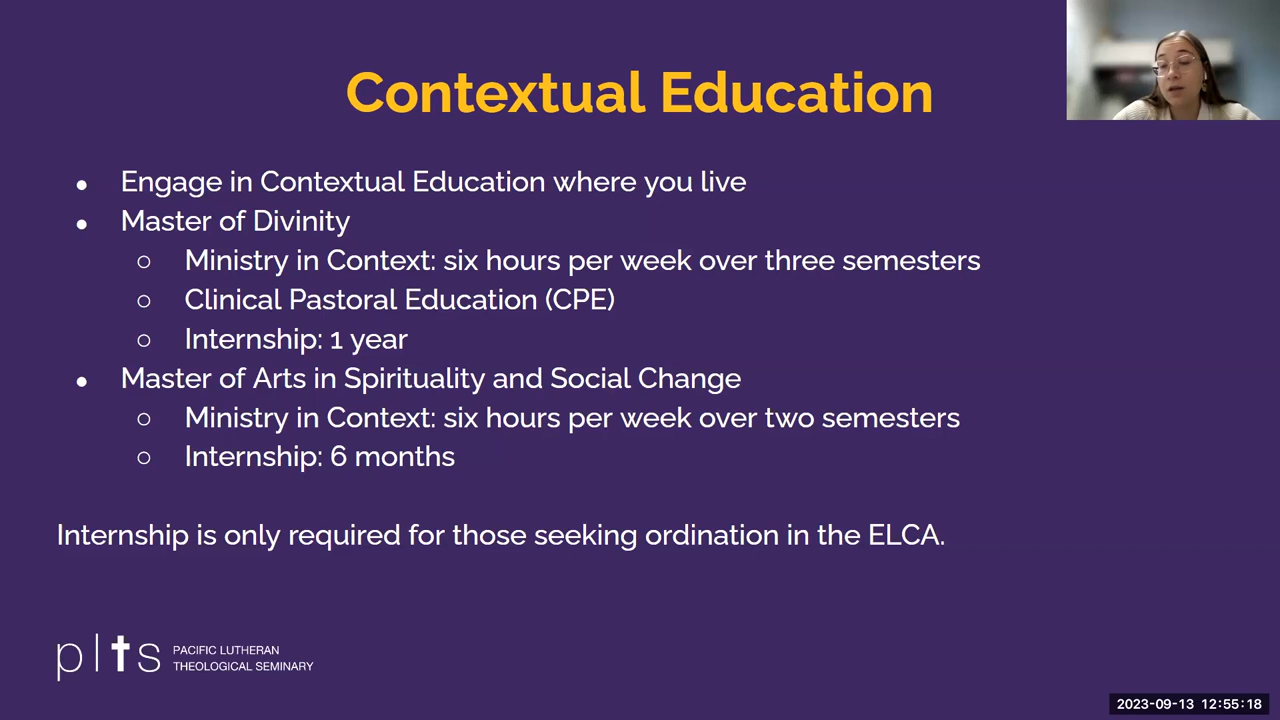 Contextual Education
● Engage in Contextual Education where you live
● Master of Divinity
○ Ministry in Context: six hours per week over three semesters
○ Clinical Pastoral Education (CPE)
○ Internship: 1 year
● Master of Arts in Spirituality and Social Change
○ Ministry in Context: six hours per week over two semesters
○ Internship: 6 months
Internship is only required for those seeking ordination in the ELCA.
plts PACIFIC LUTHERAN
THEOLOGICAL SEMINARY
2023-09-13 12:55:18